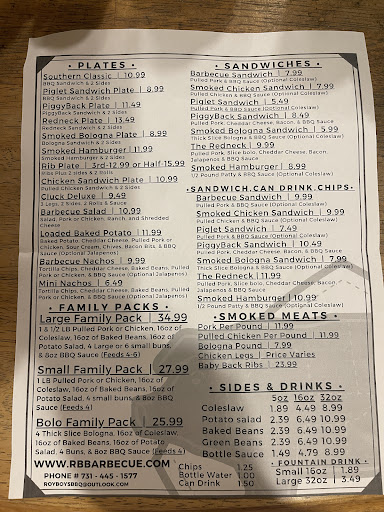 • PLATES •
Southern Classic | 10.99
BBQ Sandwich & 2 sides
Piglet Sandwich Plate | 8.99
BBQ Sandwich & 2 Sides
PiggyBack Plate | 11.49
PiggyBack Sandwich & 2 Sides
Redneck Plate | 13.49
Redneck Sandwich & 2 Sides
Smoked Bologna Plate | 8.99
Bologna Sandwich & 2 Sides
Smoked Hamburger | 11.99
Smoked Hamburger & 2 Sides
Rib Plate | 3rd-12.99 or Half-15.99
Ribs Plus 2 sides & 2 Rolls
Chicken Sandwich Plate | 10.99
Pulled Chicken Sandwich & 2 Sides
Cluck Deluxe | 9.49
2 Legs, 2 Sides, 2 Rolls & Sauce
Barbecue Salad | 10.99
Salad, Pork or Chicken, Ranch, and Shredded
Cheese
Loaded Baked Potato | 11.99
Baked Potato, Cheddar Cheese, Pulled Pork or
Chicken, Sour Cream, Chives, Bacon Bits, and BBQ
Sauce (Optional Jalapenos)
Barbecue Nachos | 9.99
Tortilla Chips, Cheddar Cheese, Baked Beans, Pulled
Pork or Chicken, & BBQ Sauce (Optional Jalapenos)
Mini Nachos | 6.49
Tortilla Chips, Cheddar Cheese, Baked Beans, Pulled
Pork or Chicken, & BBQ Sauce (Optional Jalapenos)
• FAMILY PACKS •
Large Family Pack | 34.99
1 & 1/2 LB Pulled Pork or Chicken, 16oz of
Coleslaw, 16oz of Baked Beans, 16oz of
Potato Salad, 4 Large or 6 small buns,
& 8oz BBQ Sauce (Feeds 4-6)
Small Family Pack | 27.99
1 LB Pulled Pork or Chicken, 16oz of
Coleslaw, 16oz of Baked Beans, 16oz of
Potato Salad, 4 small buns, & 8oz BBQ
Sauce (Feeds 4)
Bolo Family Pack | 25.99
4 Thick Slice Bologna, 16oz of Coleslaw,
16oz of Baked Beans, 16oz of Potato
Salad, 4 Buns, & 8oz BBQ Sauce (Feeds 4)
WWW.RBBARBECUE.COM
PHONE # 731 - 445 - 1577
ROYBOYSBBQ@OUTLOOK.COM
• SANDWICHES •
Barbecue Sandwich | 7.99
Pulled Pork & BBQ Sauce (Optional Coleslaw)
Smoked Chicken Sandwich | 7.99
Pulled Chicken & BBQ Sauce (Optional Coleslaw)
Piglet Sandwich | 5.49
Pulled Pork & BBQ Sauce (Optional Coleslaw)
PiggyBack Sandwich | 8.49
Pulled Pork, Cheddar Cheese, Bacon, & BBQ Sauce
Smoked Bologna Sandwich | 5.99
Thick Slice Bologna & BBQ Sauce (Optional Coleslaw)
The Redneck | 9.99
Pulled Pork, Slice bolo, Cheddar Cheese, Bacon,
Jalapenos & BBQ Sauce
Smoked Hamburger | 8.99
1/2 Pound Patty & BBQ Sauce (Optional Coleslaw)
•SANDWICH,CAN DRINK,CHIPS•
Barbecue Sandwich | 9.99
Pulled Pork & BBQ Sauce (Optional Coleslaw)
Smoked Chicken Sandwich | 9.99
Pulled Chicken & BBQ Sauce (Optional Coleslaw)
Piglet Sandwich | 7.49
Pulled Pork & BBQ Sauce (Optional Coleslaw)
PiggyBack Sandwich | 10.49
Pulled Pork, Cheddar Cheese, Bacon, & BBQ Sauce
Smoked Bologna Sandwich | 7.99
Thick Slice Bologna & BBQ Sauce (Optional Coleslaw)
The Redneck | 11.99
Pulled Pork, Slice bolo, Cheddar Cheese, Bacon &
Jalapenos & BBQ Sauce
Smoked Hamburger | 10.99
1/2 Pound Patty & BBQ Sauce (Optional Coleslaw)
• SMOKED MEATS •
Pork Per Pound | 11.99
Pulled Chicken Per Pound | 11.99
Bologna Pound | 7.99
Chicken Legs | Price Varies
Baby Back Ribs | 23.99
• SIDES & DRINKS •
5oz 16oz 32oz
Coleslaw 1.89 4.49 8.99
Potato salad 2.39 6.49 10.99
Baked Beans 2.39 6.49 10.99
Green Beans 2.39 6.49 10.99
Bottle Sauce 1.49 4.79 8.99
Chips 1.25
Bottle Water 1.00
Can Drink 1.50
• FOUNTAIN DRINK •
Small 16oz | 1.89
Large 32oz | 3.49